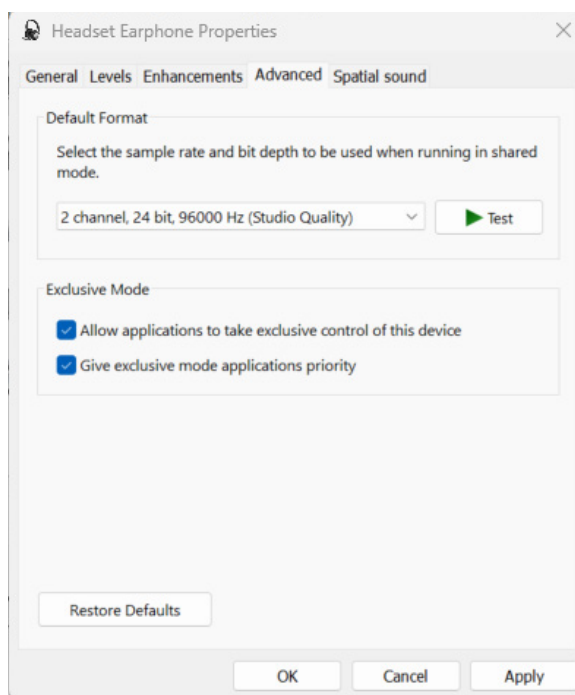 Headset Earphone Properties
General Levels Enhancements Advanced Spatial sound
Default Format
Select the sample rate and bit depth to be used when running in shared
mode.
2 channel, 24 bit, 96000 Hz (Studio Quality)
Test
Exclusive Mode
Allow applications to take exclusive control of this device
Give exclusive mode applications priority
Restore Defaults
OK Cancel Apply